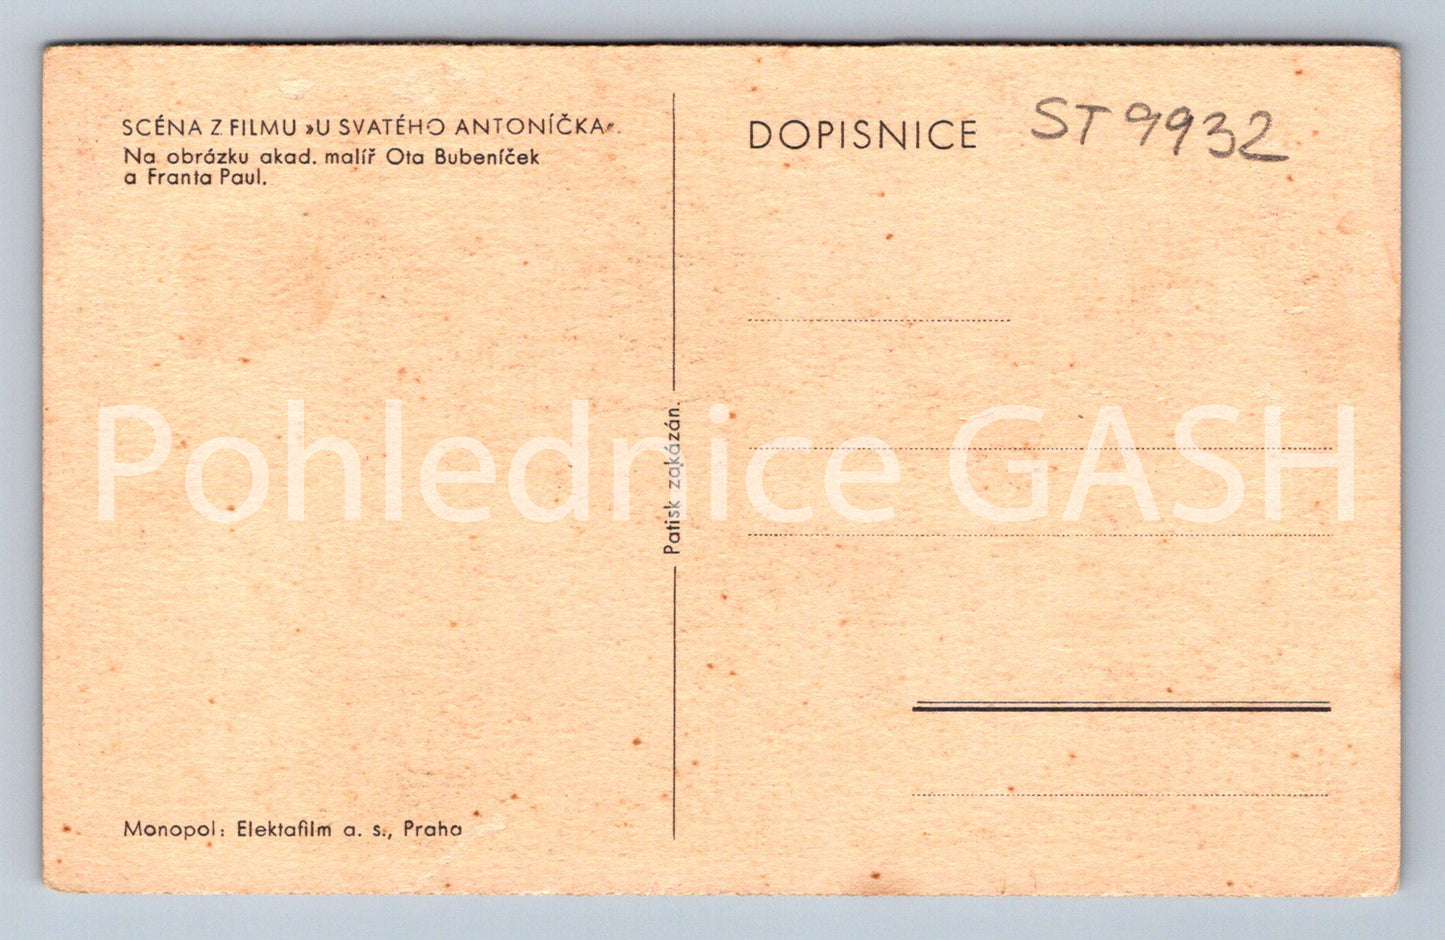 SCÉNA Z FILMU »U SVATÉHO ANTONÍČKA«.
Na obrázku akad. malíř Ota Bubeníček
a Franta Paul.
Monopol: Elektafilm a. s., Praha
Patisk zakázán.
DOPISNICE
ST 9932
Pohlednice GASH